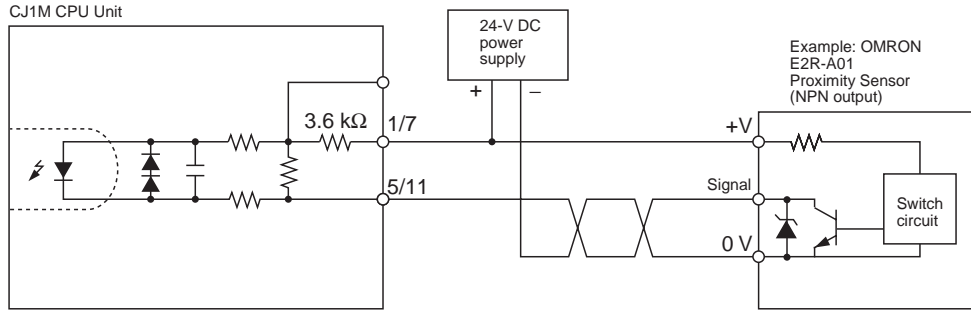 CJ1M CPU Unit
24-V DC
power
supply
+
–
Example: OMRON
E2R-A01
Proximity Sensor
(NPN output)
3.6 kΩ
1/7
+V
5/11
Signal
Switch
circuit
0 V